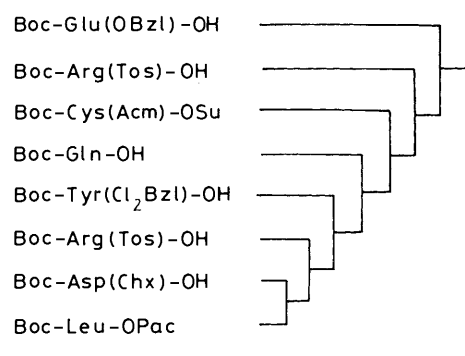 Boc-Glu(OBzl)-OH
Boc-Arg(Tos)-OH
Boc-Cys(Acm)-OSu
Boc-Gln-OH
Boc-Tyr(Cl₂Bzl)-OH
Boc-Arg(Tos)-OH
Boc-Asp(Chx)-OH
Boc-Leu-OPac